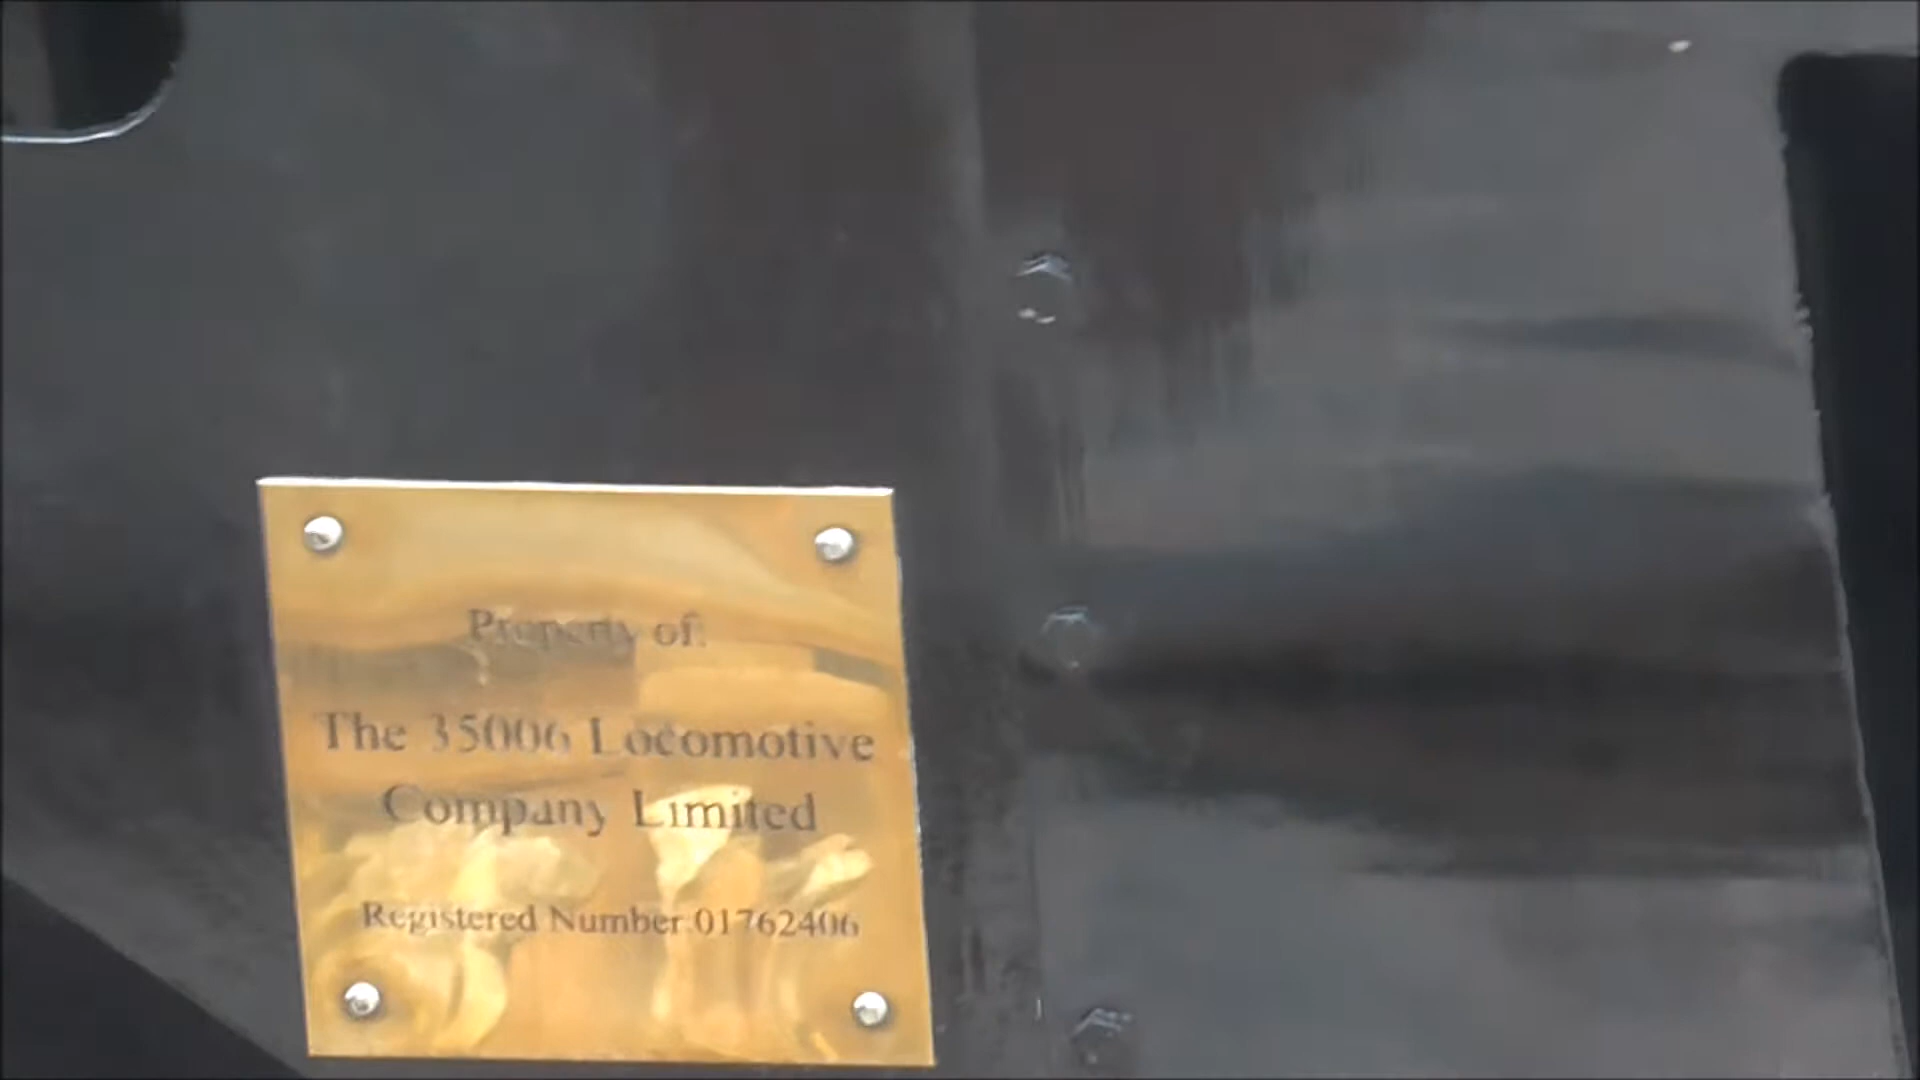 Property of:
The 35006 Locomotive
Company Limited
Registered Number 01762406